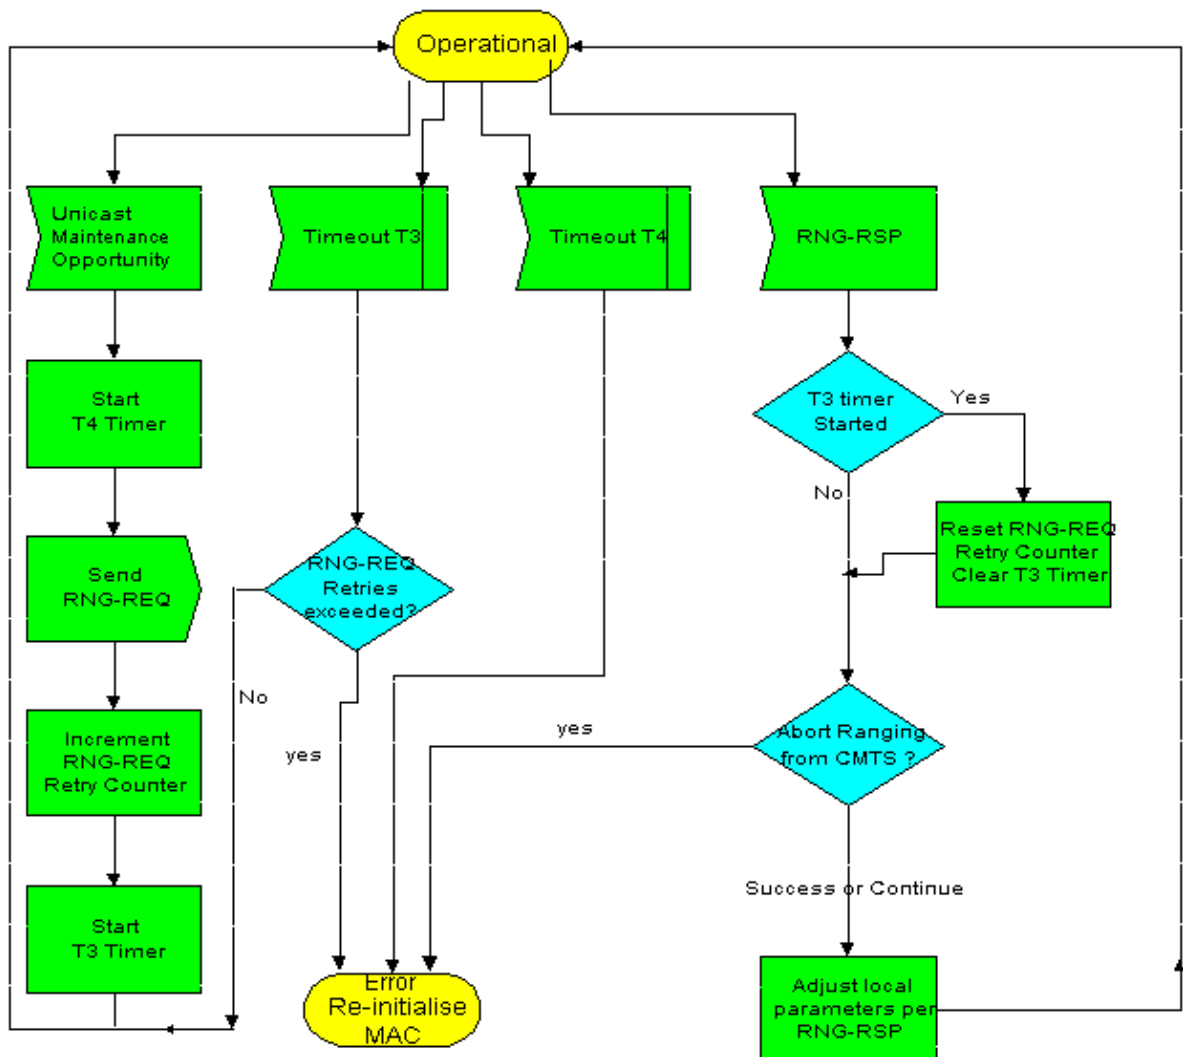 Operational
Unicast
Maintenance
Opportunity
Timeout T3
Timeout T4
RNG-RSP
Start
T4 Timer
T3 timer
Started
Yes
No
Send
RNG-REQ
RNG-REQ
Retries
exceeded?
Reset RNG-REQ
Retry Counter
Clear T3 Timer
No
yes
yes
Increment
RNG-REQ
Retry Counter
Abort Ranging
from CMTS ?
Success or Continue
Start
T3 Timer
Error
Re-initialise
MAC
Adjust local
parameters per
RNG-RSP